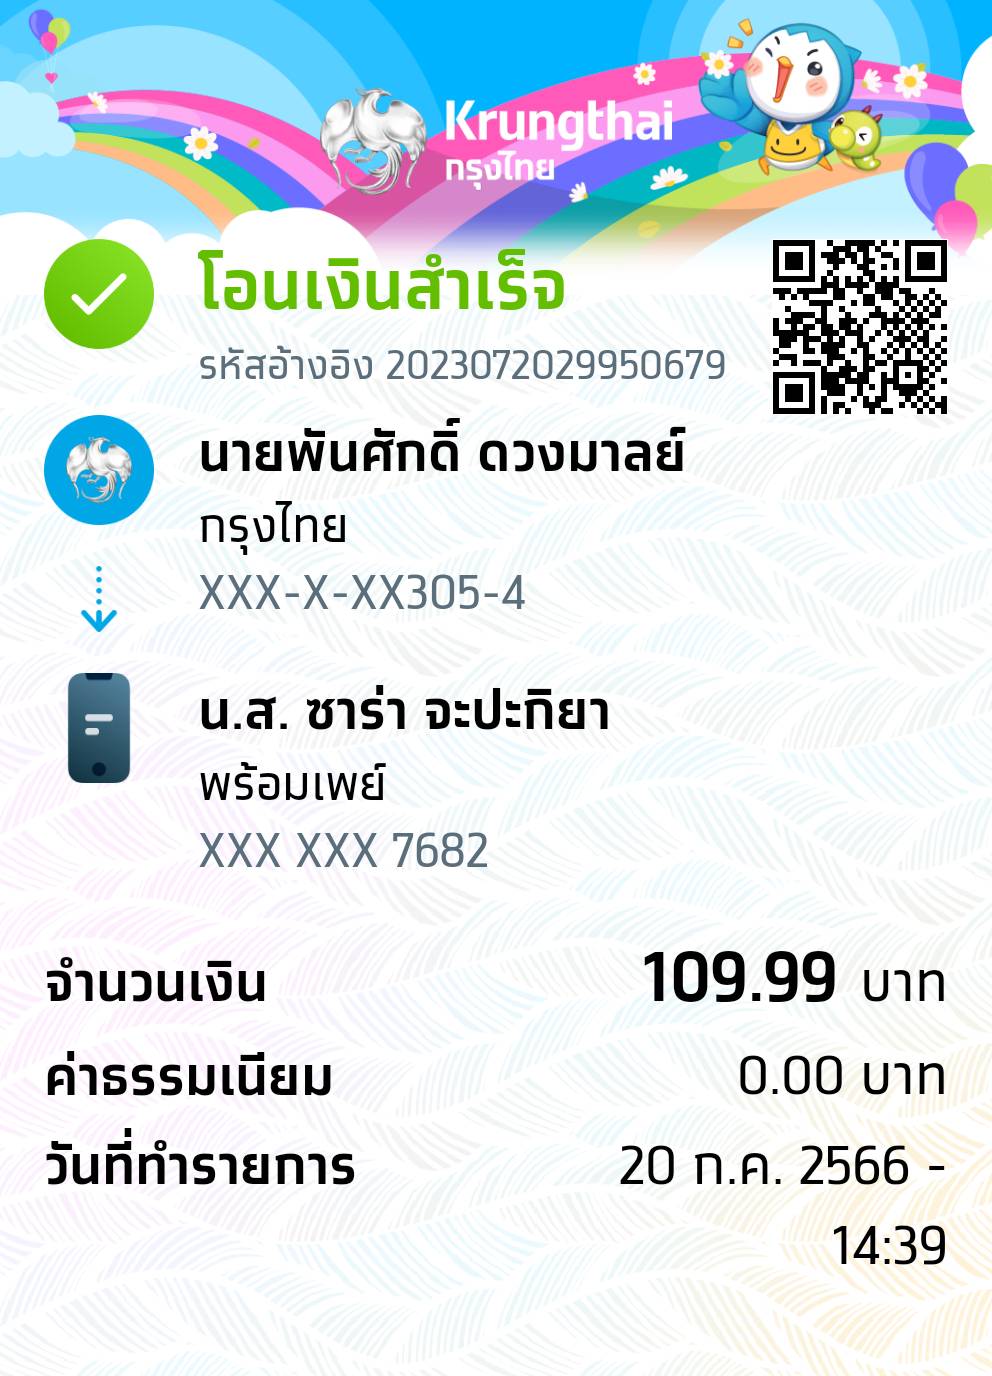 Krungthai
กรุงไทย
โอนเงินสำเร็จ
รหัสอ้างอิง 2023072029950679
นายพันศักดิ์ ดวงมาลย์
กรุงไทย
XXX-X-XX305-4
น.ส. ซาร่า จะปะกิยา
พร้อมเพย์
XXX XXX 7682
จำนวนเงิน 109.99 บาท
ค่าธรรมเนียม 0.00 บาท
วันที่ทำรายการ 20 ก.ค. 2566 -
14:39